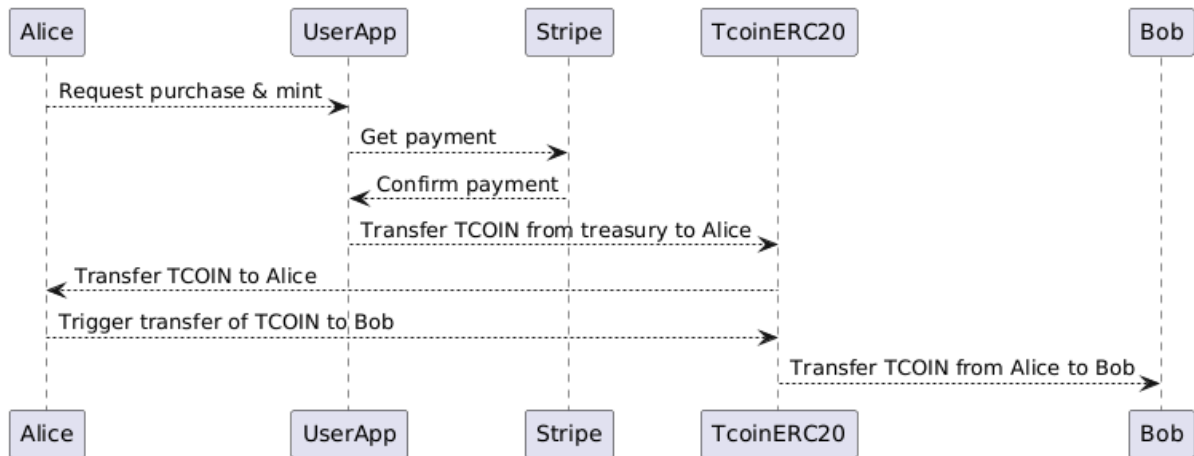 Alice UserApp Stripe TcoinERC20 Bob
Request purchase & mint
Get payment
Confirm payment
Transfer TCOIN from treasury to Alice
Transfer TCOIN to Alice
Trigger transfer of TCOIN to Bob
Transfer TCOIN from Alice to Bob
Alice UserApp Stripe TcoinERC20 Bob